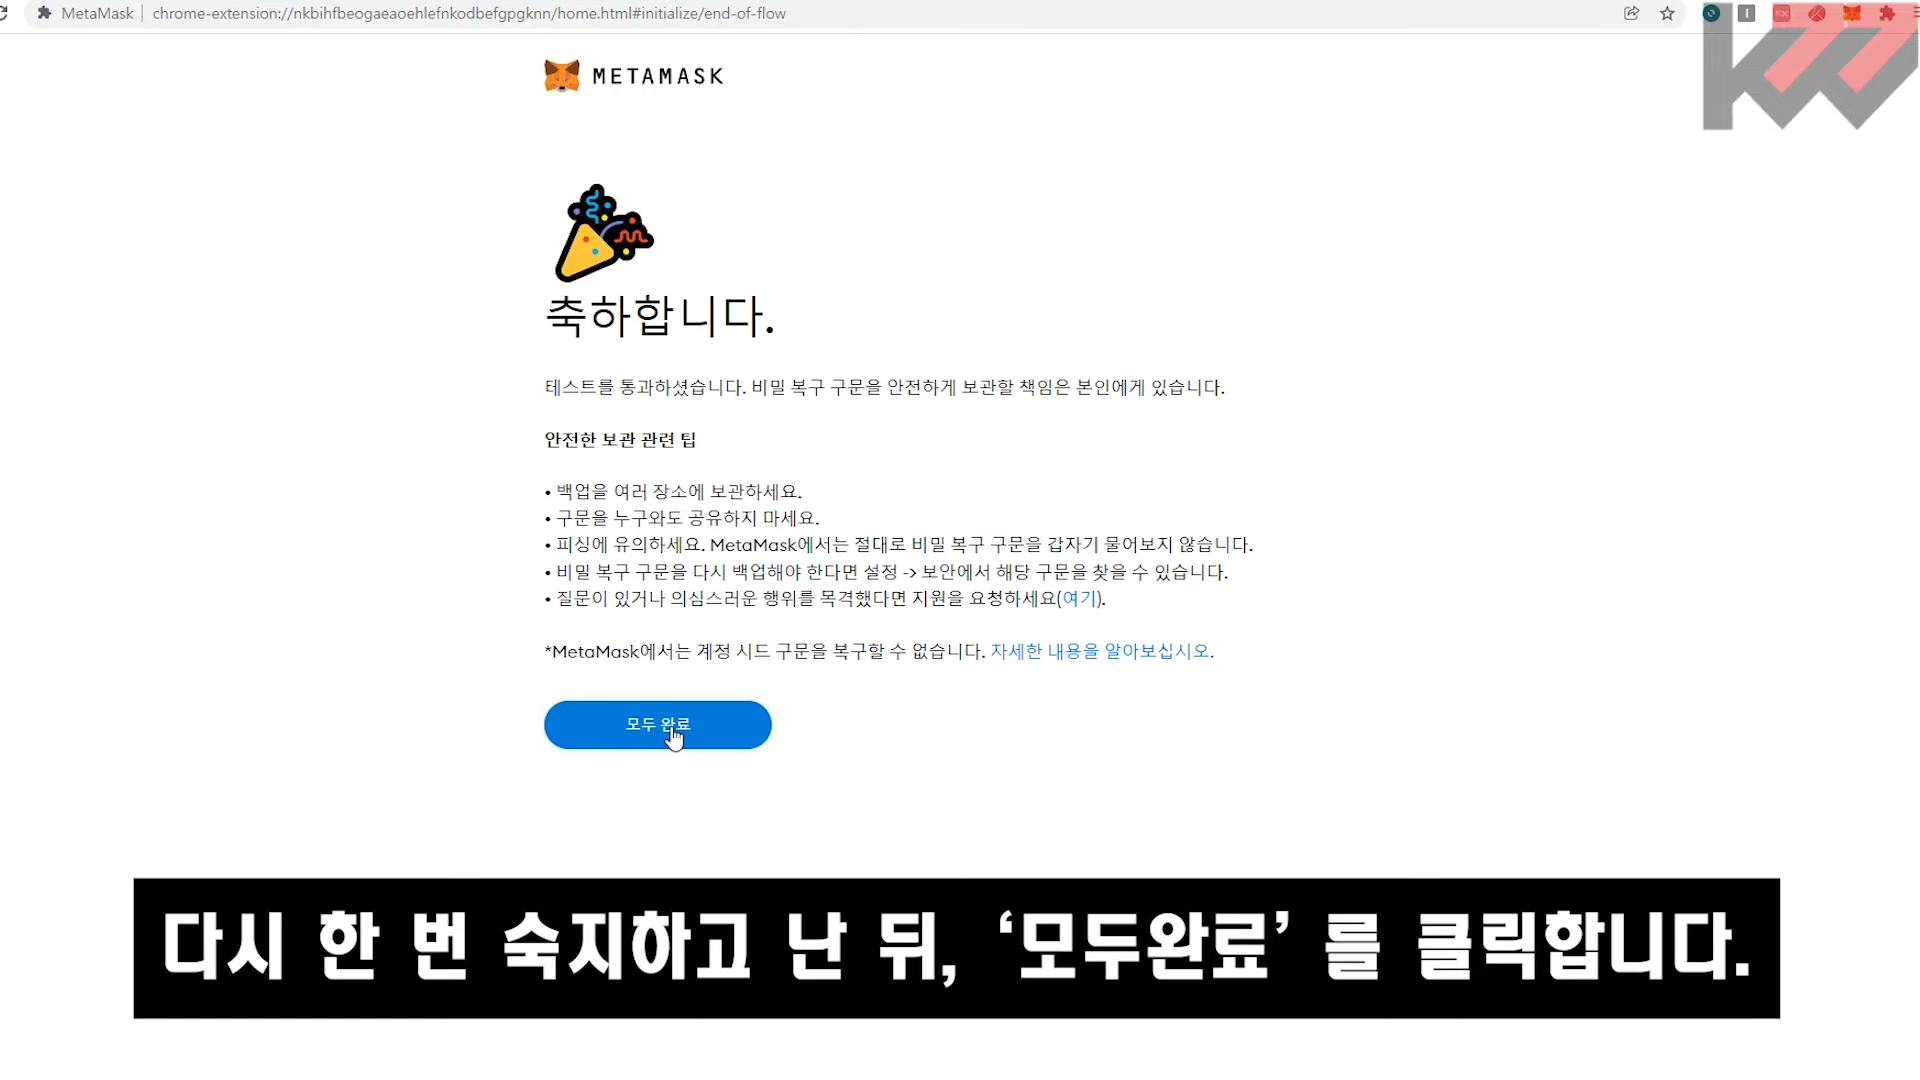 MetaMask | chrome-extension://nkbihfbeogaeaoehlefnkodbefgpgknn/home.html#initialize/end-of-flow
METAMASK
축하합니다.
테스트를 통과하셨습니다. 비밀 복구 구문을 안전하게 보관할 책임은 본인에게 있습니다.
안전한 보관 관련 팁
• 백업을 여러 장소에 보관하세요.
• 구문을 누구와도 공유하지 마세요.
• 피싱에 유의하세요. MetaMask에서는 절대로 비밀 복구 구문을 갑자기 물어보지 않습니다.
• 비밀 복구 구문을 다시 백업해야 한다면 설정 -> 보안에서 해당 구문을 찾을 수 있습니다.
• 질문이 있거나 의심스러운 행위를 목격했다면 지원을 요청하세요(여기).
*MetaMask에서는 계정 시드 구문을 복구할 수 없습니다. 자세한 내용을 알아보십시오.
모두 완료
다시 한 번 숙지하고 난 뒤, ‘모두완료’ 를 클릭합니다.